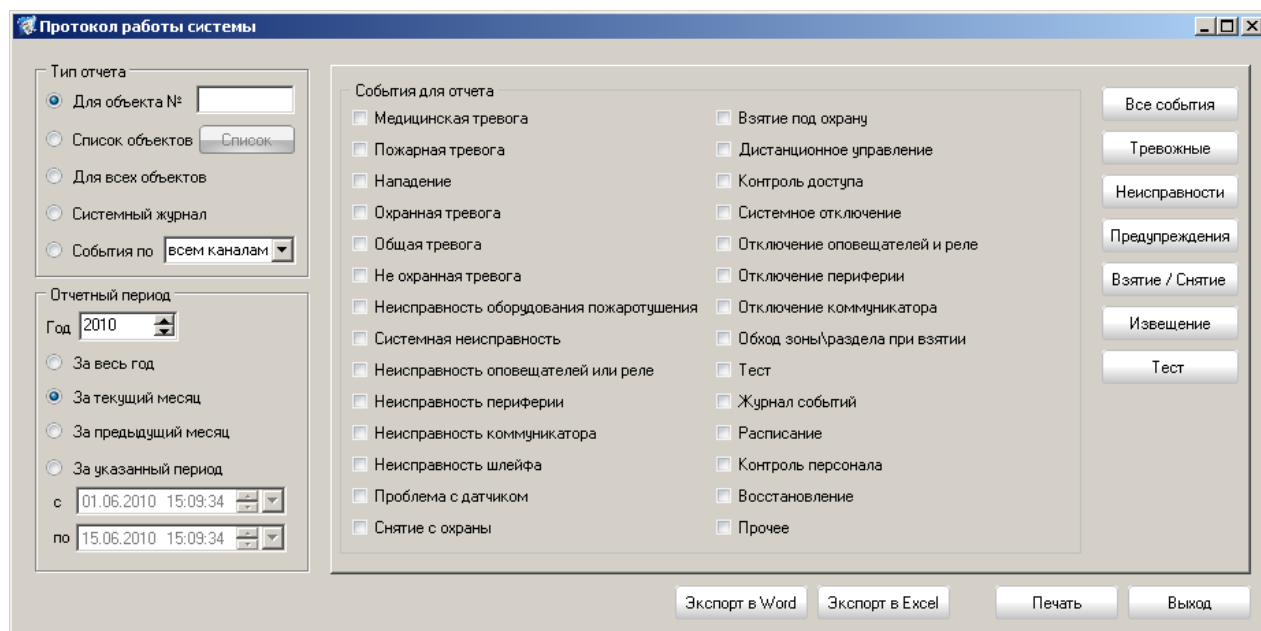 Протокол работы системы
Тип отчета
Для объекта №
Список объектов Список
Для всех объектов
Системный журнал
События по всем каналам
Отчетный период
Год 2010
За весь год
За текущий месяц
За предыдущий месяц
За указанный период
с 01.06.2010 15:09:34
по 15.06.2010 15:09:34
События для отчета
Медицинская тревога
Пожарная тревога
Нападение
Охранная тревога
Общая тревога
Не охранная тревога
Неисправность оборудования пожаротушения
Системная неисправность
Неисправность оповещателей или реле
Неисправность периферии
Неисправность коммуникатора
Неисправность шлейфа
Проблема с датчиком
Снятие с охраны
Взятие под охрану
Дистанционное управление
Контроль доступа
Системное отключение
Отключение оповещателей и реле
Отключение периферии
Отключение коммуникатора
Обход зоны\раздела при взятии
Тест
Журнал событий
Расписание
Контроль персонала
Восстановление
Прочее
Все события
Тревожные
Неисправности
Предупреждения
Взятие / Снятие
Извещение
Тест
Экспорт в Word
Экспорт в Excel
Печать
Выход